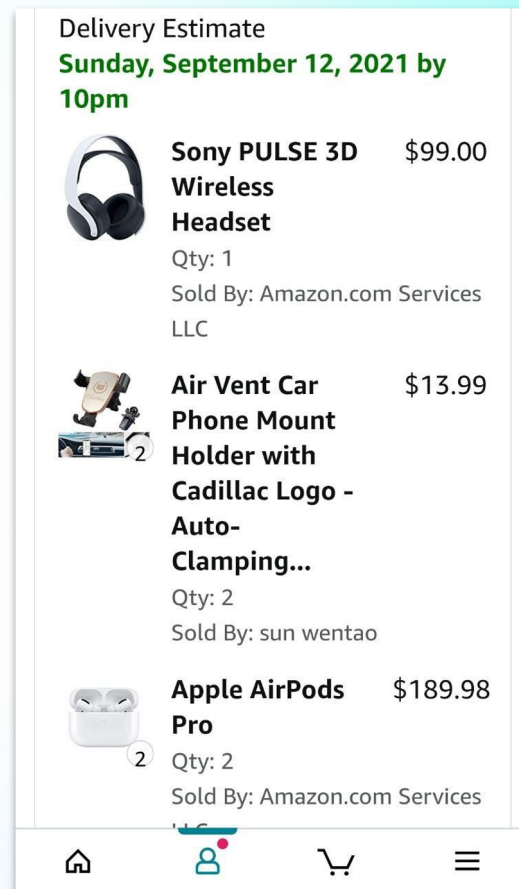 Delivery Estimate
Sunday, September 12, 2021 by
10pm
Sony PULSE 3D
Wireless
Headset
$99.00
Qty: 1
Sold By: Amazon.com Services
LLC
Air Vent Car
Phone Mount
Holder with
Cadillac Logo -
Auto-
Clamping...
$13.99
2
Qty: 2
Sold By: sun wentao
Apple AirPods
Pro
$189.98
2
Qty: 2
Sold By: Amazon.com Services